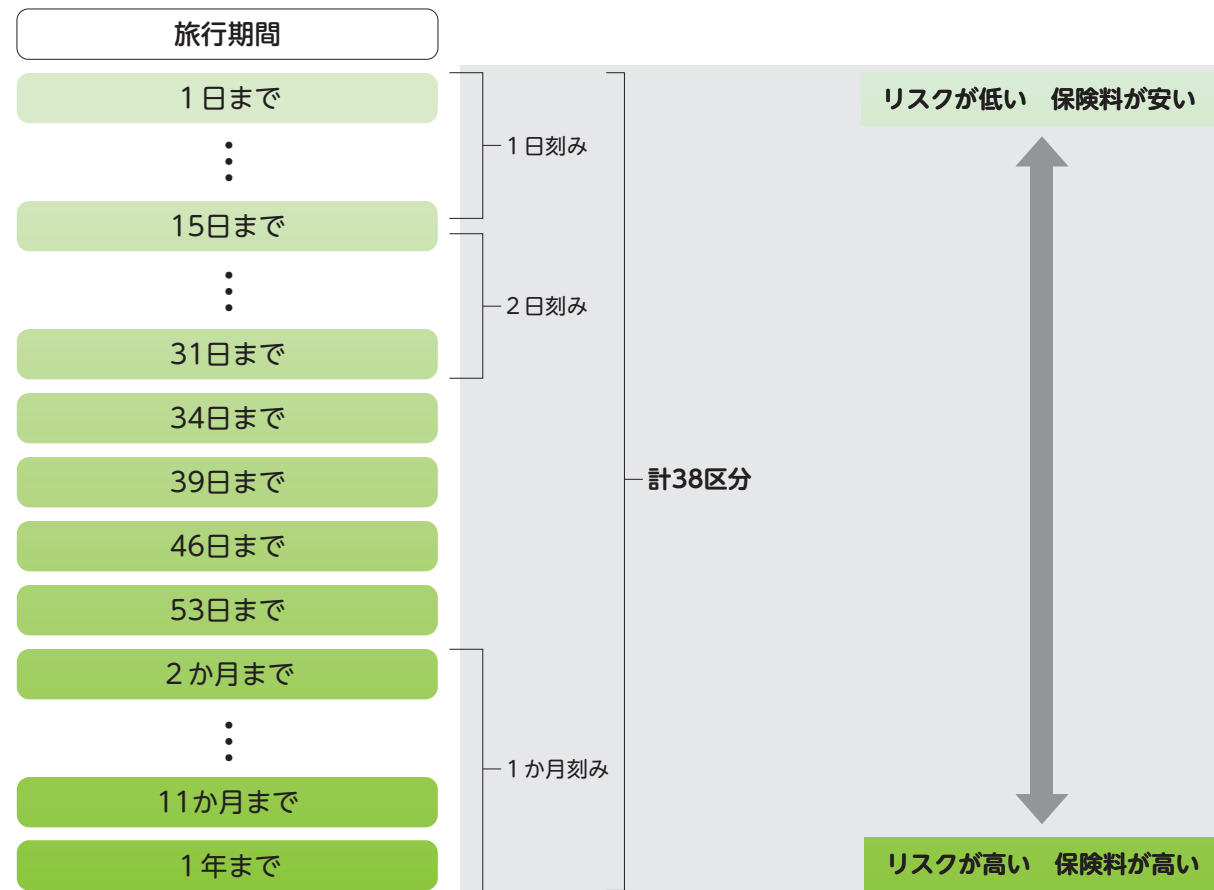 旅行期間
1日まで
リスクが低い 保険料が安い
1日刻み
15日まで
2日刻み
31日まで
34日まで
39日まで
計38区分
46日まで
53日まで
2か月まで
1か月刻み
11か月まで
1年まで
リスクが高い 保険料が高い